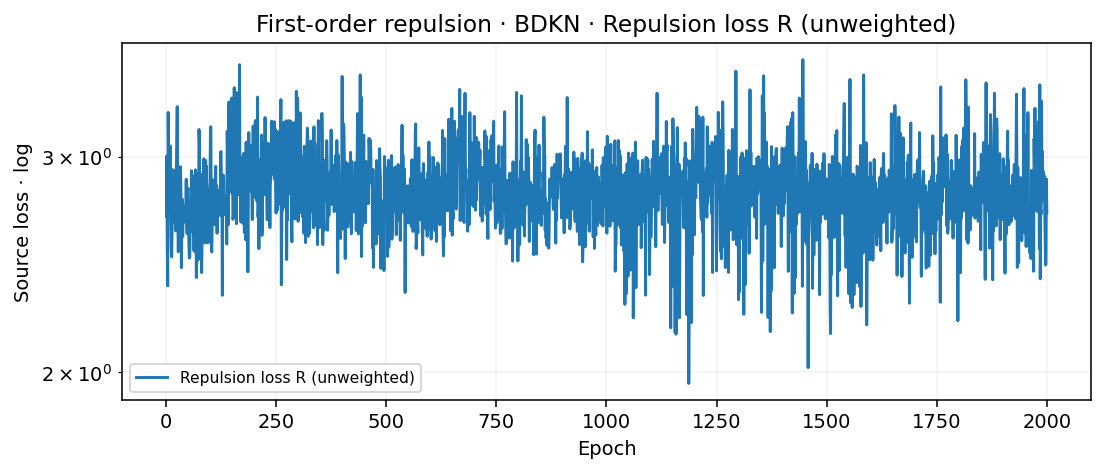 First-order repulsion · BDKN · Repulsion loss R (unweighted)
Source loss · log
3 × 10⁰
2 × 10⁰
Repulsion loss R (unweighted)
0 250 500 750 1000 1250 1500 1750 2000
Epoch